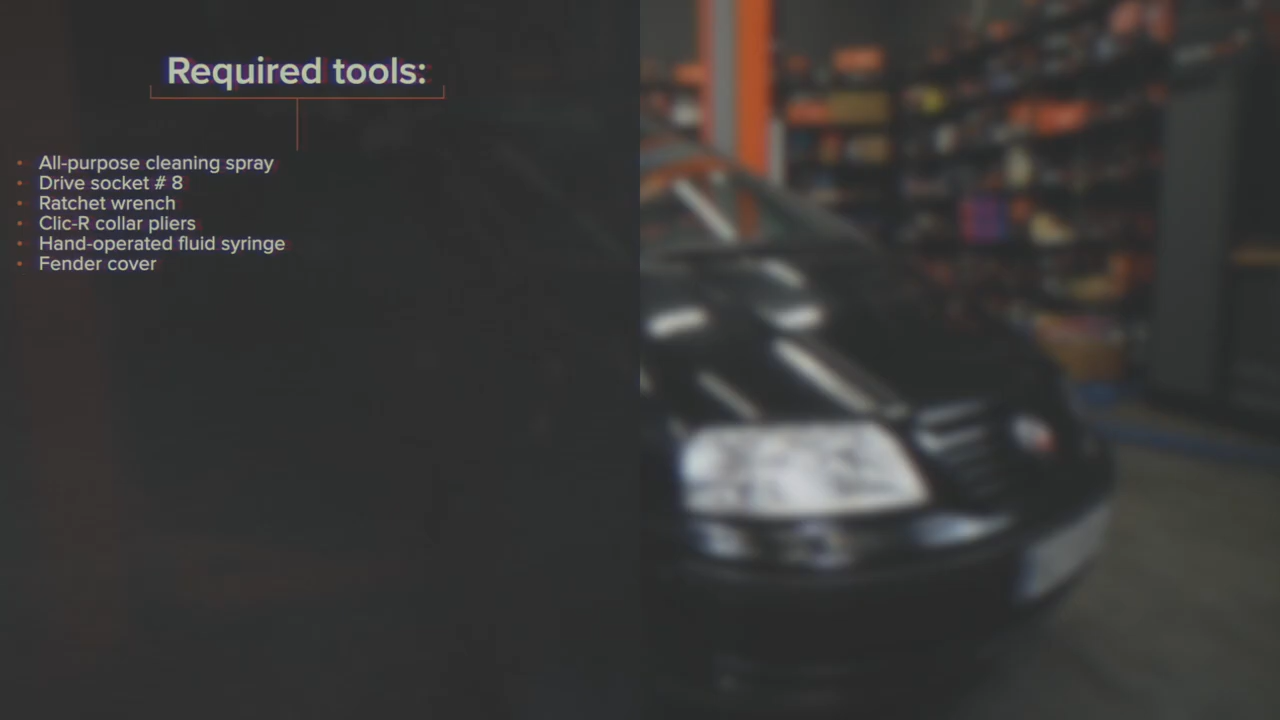 Required tools:
• All-purpose cleaning spray
• Drive socket # 8
• Ratchet wrench
• Clic-R collar pliers
• Hand-operated fluid syringe
• Fender cover